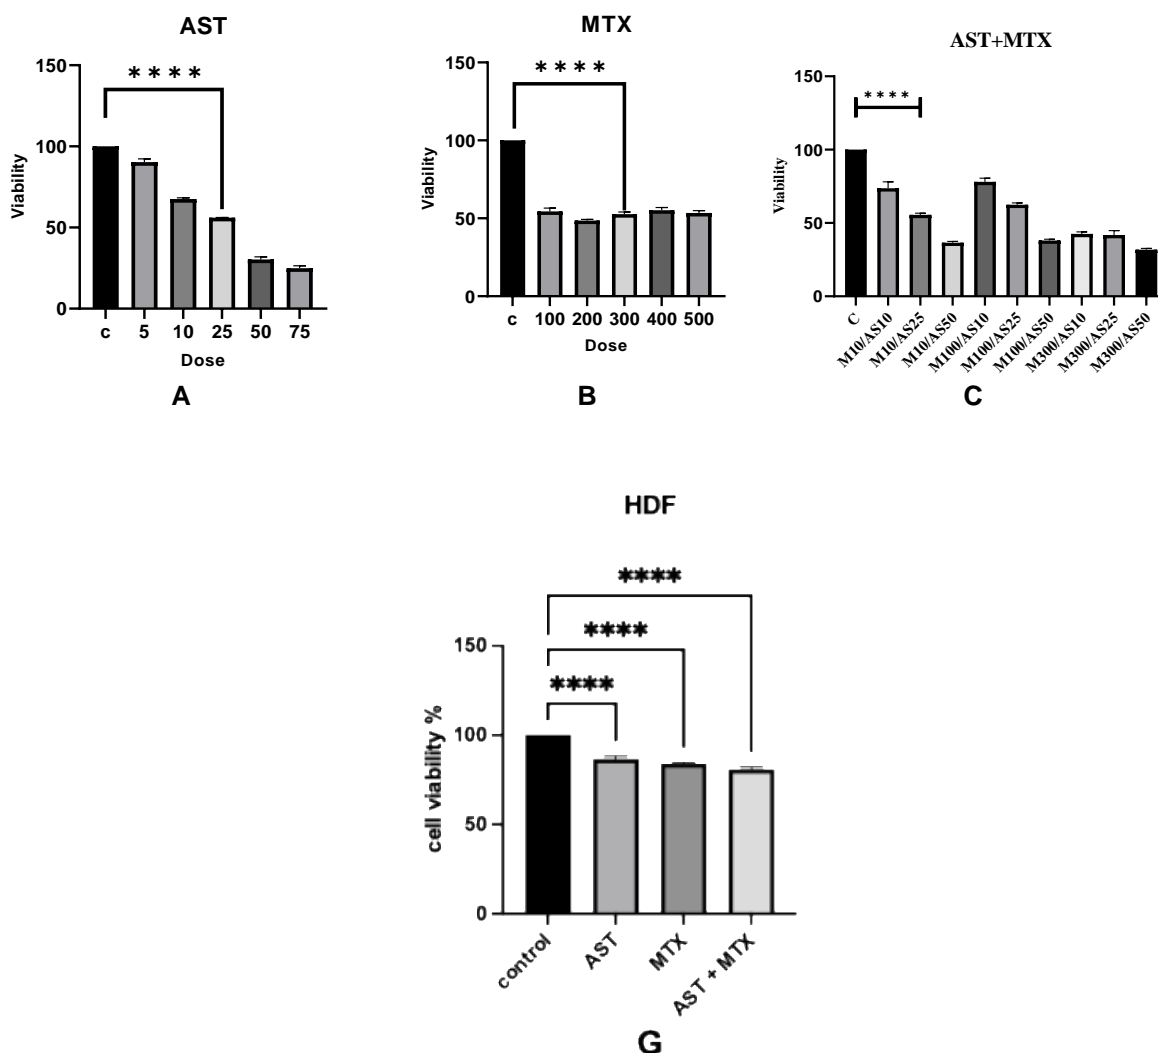 AST
150
100
50
0
Viability
****
c 5 10 25 50 75
Dose
A
MTX
150
100
50
0
Viability
****
c 100 200 300 400 500
Dose
B
AST+MTX
150
100
50
0
Viability
****
C
M10/AS10
M10/AS25
M10/AS50
M100/AS10
M100/AS25
M100/AS50
M300/AS10
M300/AS25
M300/AS50
C
HDF
****
****
****
150
100
50
0
cell viability %
control
AST
MTX
AST + MTX
G